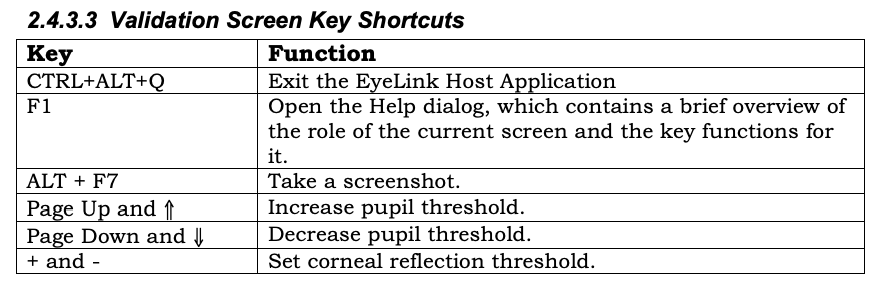 2.4.3.3 Validation Screen Key Shortcuts
Key Function
CTRL+ALT+Q Exit the EyeLink Host Application
F1 Open the Help dialog, which contains a brief overview of
the role of the current screen and the key functions for
it.
ALT + F7 Take a screenshot.
Page Up and ⇑ Increase pupil threshold.
Page Down and ⇓ Decrease pupil threshold.
+ and - Set corneal reflection threshold.